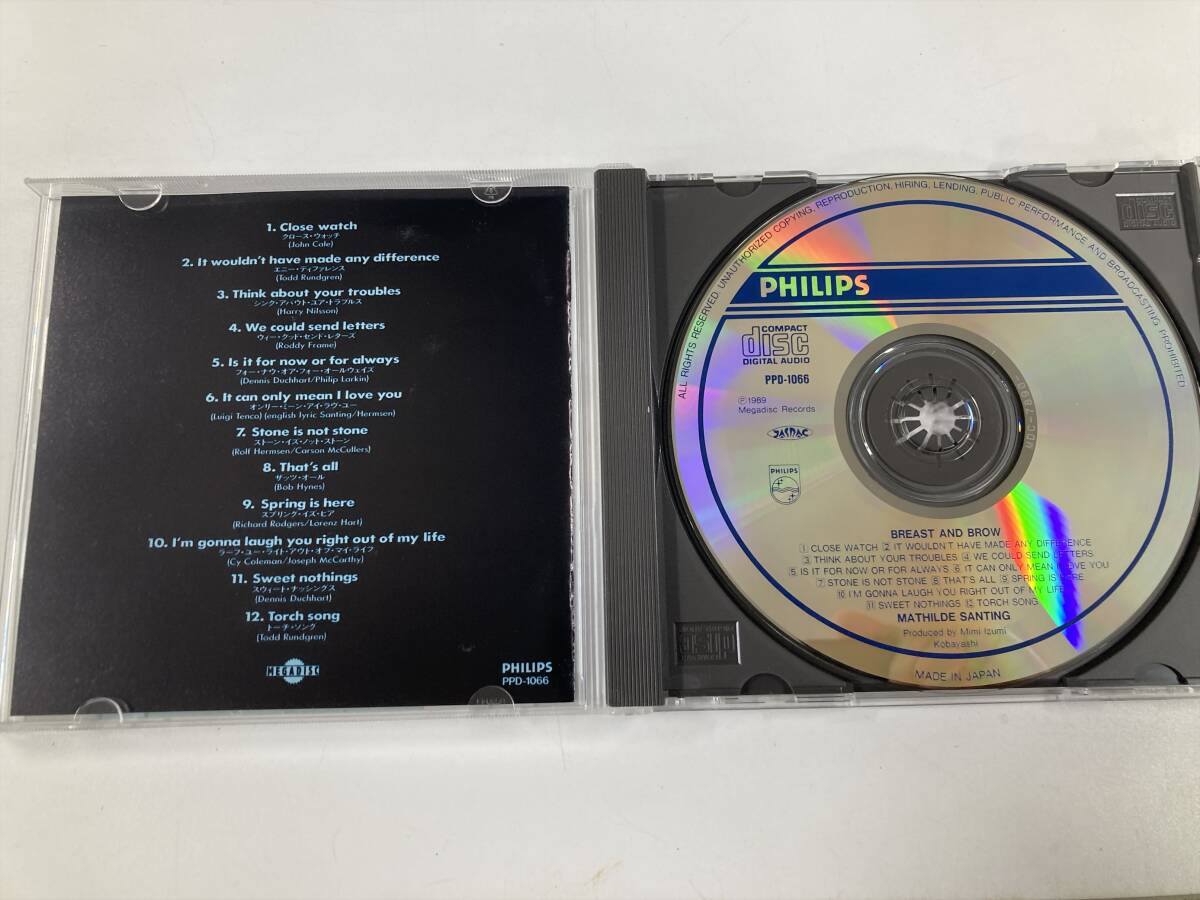 1. Close watch
クロース・ウォッチ
(John Cale)
2. It wouldn't have made any difference
エニー・ディファレンス
(Todd Rundgren)
3. Think about your troubles
シンク・アバウト・ユア・トラブルス
(Harry Nilsson)
4. We could send letters
ウィー・クッド・センド・レターズ
(Roddy Frame)
5. Is it for now or for always
フォー・ナウ・オア・フォー・オールウェイズ
(Dennis Duchhart/Philip Larkin)
6. It can only mean I love you
オンリー・ミーン・アイ・ラヴ・ユー
(Luigi Tenco) (english lyric Santing/Hermsen)
7. Stone is not stone
ストーン・イズ・ノット・ストーン
(Rolf Hermsen/Carson McCullers)
8. That's all
ザッツ・オール
(Bob Hynes)
9. Spring is here
スプリング・イズ・ヒア
(Richard Rodgers/Lorenz Hart)
10. I'm gonna laugh you right out of my life
ラーフ・ユー・ライト・アウト・オブ・マイ・ライフ
(Cy Coleman/Joseph McCarthy)
11. Sweet nothings
スウィート・ナッシングス
(Dennis Duchhart)
12. Torch song
トーチ・ソング
(Todd Rundgren)
MEGADISC
PHILIPS
PPD-1066
ALL RIGHTS RESERVED. UNAUTHORIZED COPYING, REPRODUCTION, HIRING, LENDING, PUBLIC PERFORMANCE AND BROADCASTING PROHIBITED.
PHILIPS
COMPACT
disc
DIGITAL AUDIO
PPD-1066
Ⓟ1989
Megadisc Records
JASRAC
PHILIPS
BREAST AND BROW
1 CLOSE WATCH 2 IT WOULDN'T HAVE MADE ANY DIFFERENCE
3 THINK ABOUT YOUR TROUBLES 4 WE COULD SEND LETTERS
5 IS IT FOR NOW OR FOR ALWAYS 6 IT CAN ONLY MEAN I LOVE YOU
7 STONE IS NOT STONE 8 THAT'S ALL 9 SPRING IS HERE
10 I'M GONNA LAUGH YOU RIGHT OUT OF MY LIFE
11 SWEET NOTHINGS 12 TORCH SONG
MATHILDE SANTING
Produced by Mimi Izumi
Kobayashi
MADE IN JAPAN
disc
DIGITAL AUDIO